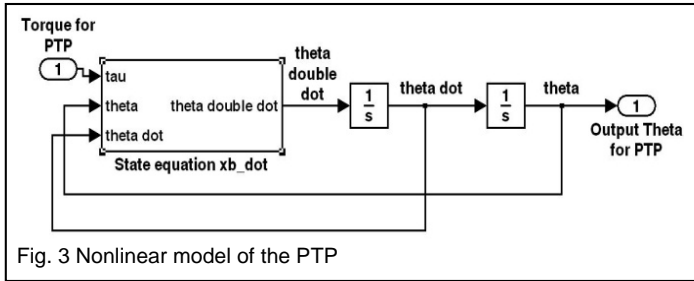 Torque for
PTP
1
tau
theta
theta dot
theta double dot
State equation xb_dot
theta
double
dot
1
s
theta dot
1
s
theta
1
Output Theta
for PTP
Fig. 3 Nonlinear model of the PTP